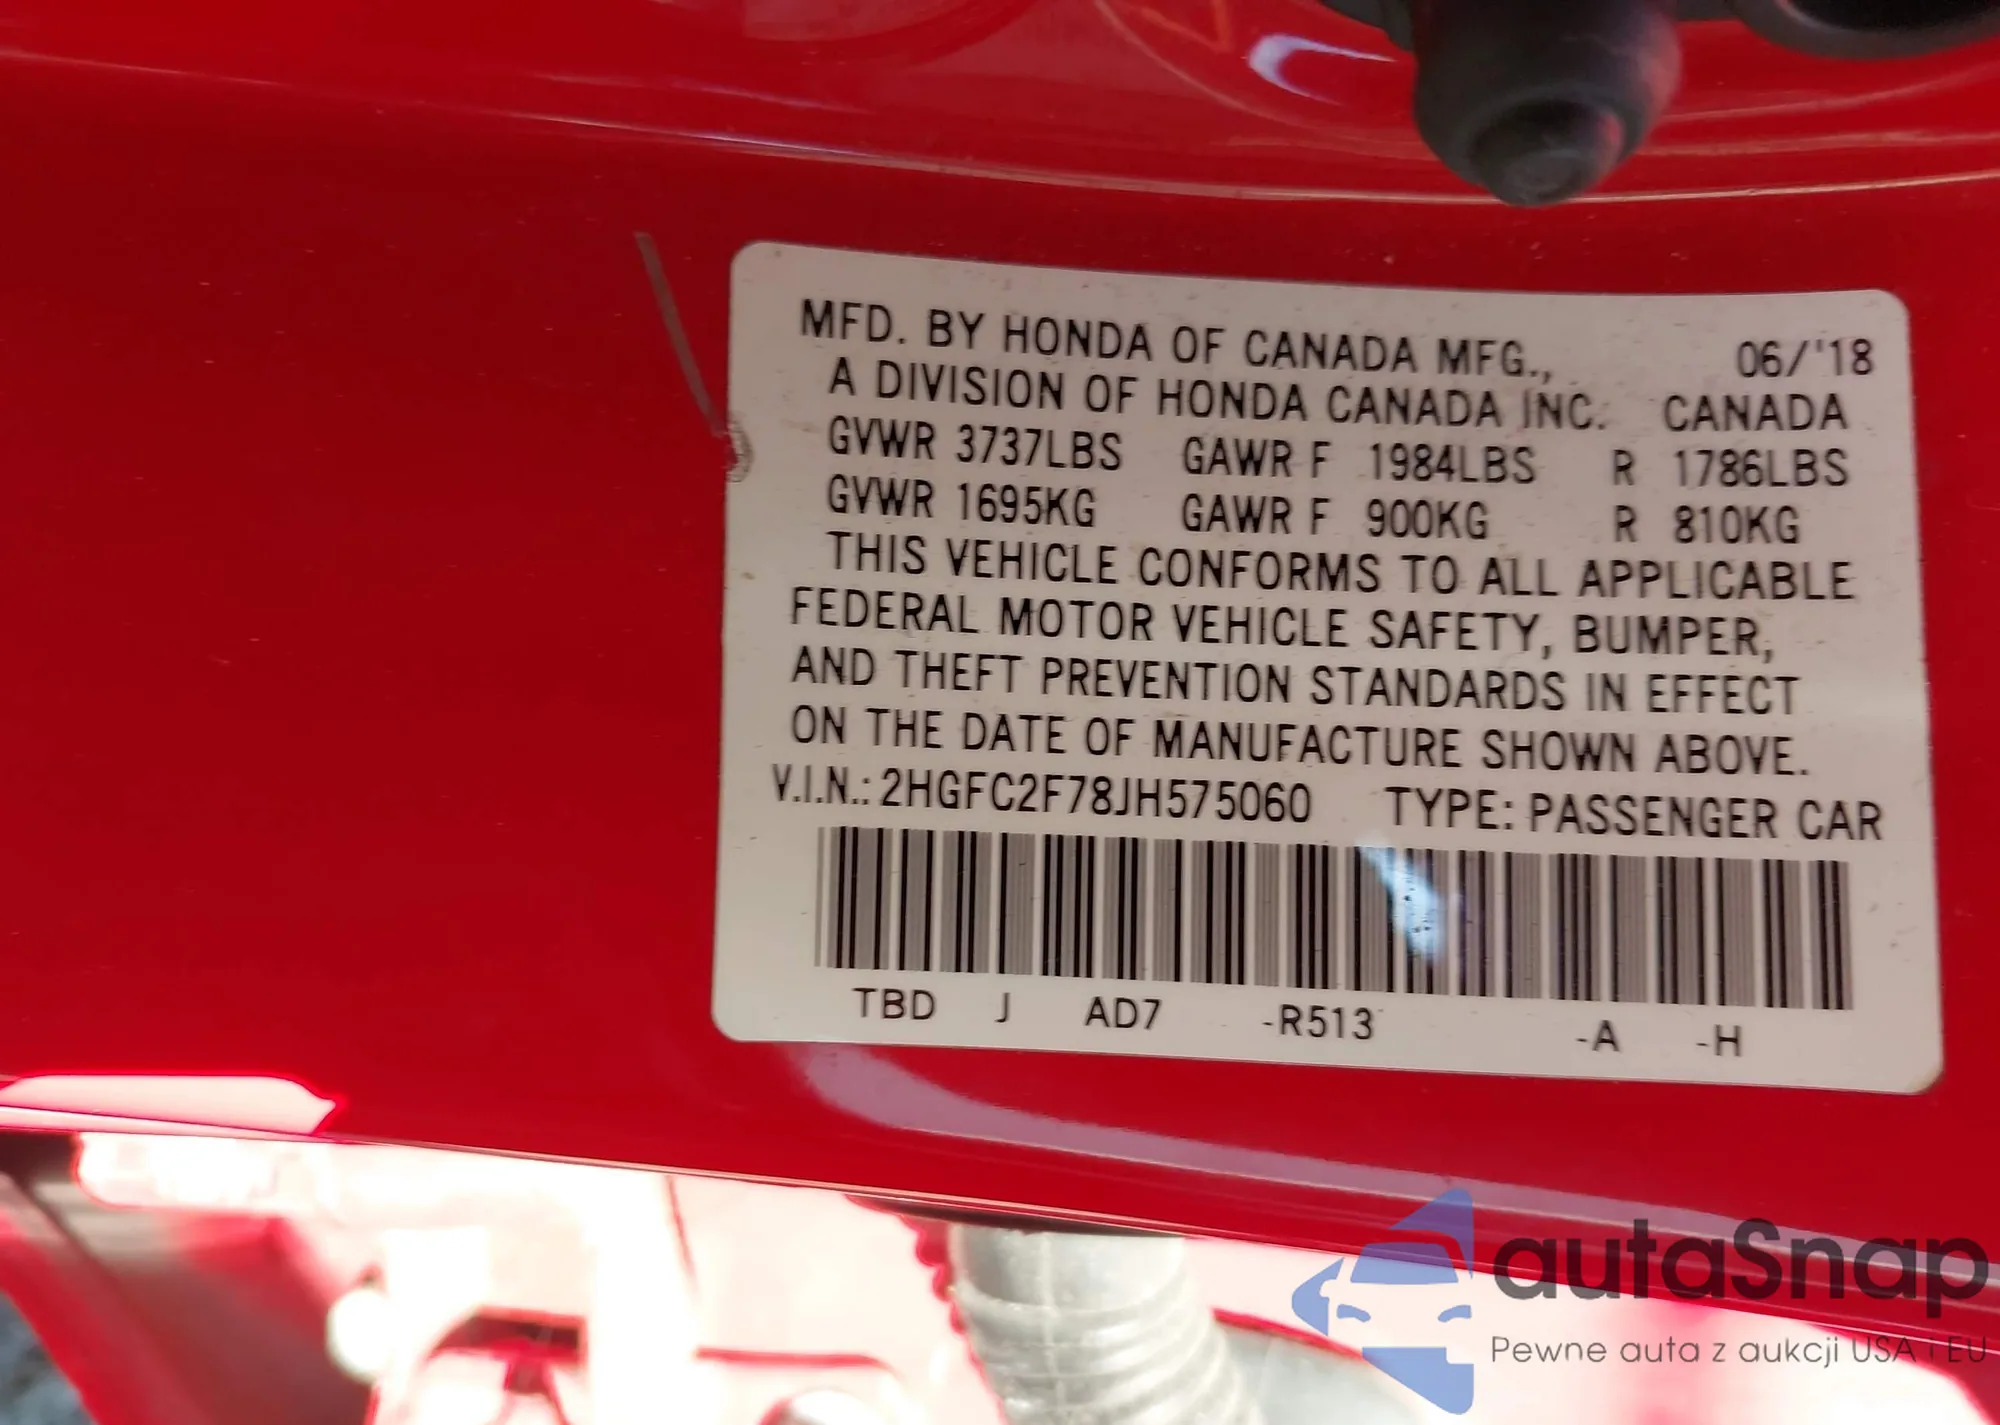 MFD. BY HONDA OF CANADA MFG., 06/'18
A DIVISION OF HONDA CANADA INC. CANADA
GVWR 3737LBS GAWR F 1984LBS R 1786LBS
GVWR 1695KG GAWR F 900KG R 810KG
THIS VEHICLE CONFORMS TO ALL APPLICABLE
FEDERAL MOTOR VEHICLE SAFETY, BUMPER,
AND THEFT PREVENTION STANDARDS IN EFFECT
ON THE DATE OF MANUFACTURE SHOWN ABOVE.
V.I.N.: 2HGFC2F78JH575060 TYPE: PASSENGER CAR
TBD J AD7 -R513 -A -H
autaSnap
Pewne auta z aukcji USA i EU